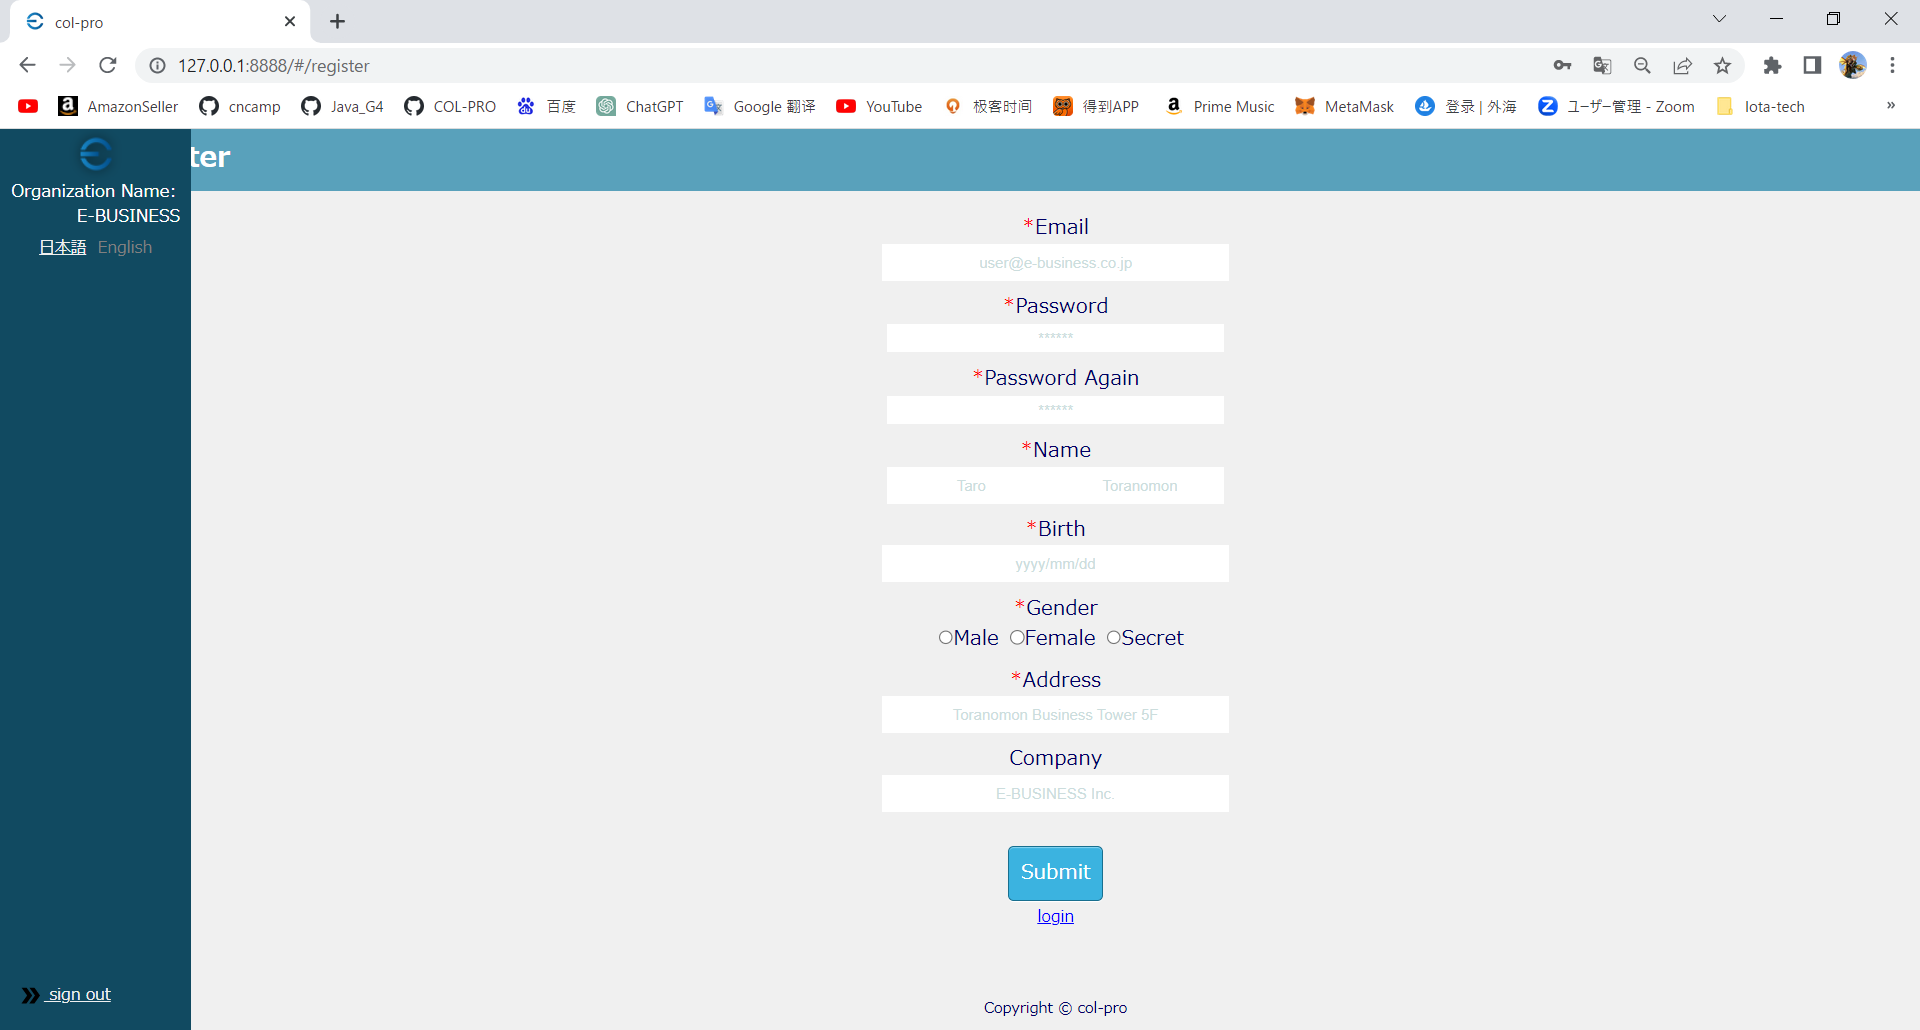 col-pro
127.0.0.1:8888/#/register
AmazonSeller cncamp Java_G4 COL-PRO 百度 ChatGPT Google 翻译 YouTube 极客时间 得到APP Prime Music MetaMask 登录 | 外海 ユーザー管理 - Zoom Iota-tech »
ter
Organization Name:
E-BUSINESS
日本語 English
*Email
user@e-business.co.jp
*Password
******
*Password Again
******
*Name
Taro Toranomon
*Birth
yyyy/mm/dd
*Gender
Male Female Secret
*Address
Toranomon Business Tower 5F
Company
E-BUSINESS Inc.
Submit
login
sign out
Copyright © col-pro